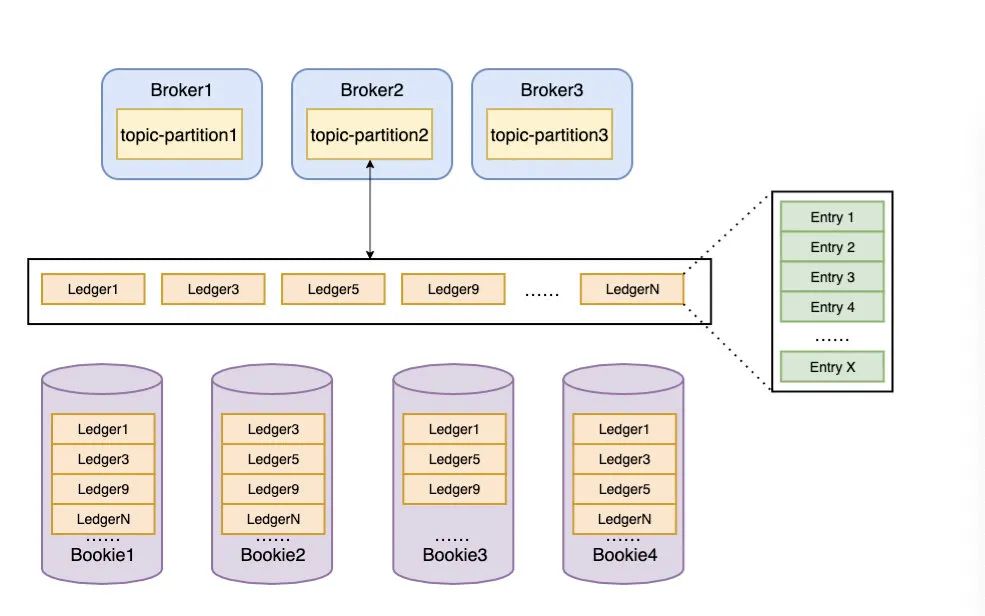 Broker1
topic-partition1
Broker2
topic-partition2
Broker3
topic-partition3
Ledger1
Ledger3
Ledger5
Ledger9
......
LedgerN
Entry 1
Entry 2
Entry 3
Entry 4
......
Entry X
Ledger1
Ledger3
Ledger9
LedgerN
......
Bookie1
Ledger3
Ledger5
Ledger9
LedgerN
......
Bookie2
Ledger1
Ledger5
Ledger9
......
Bookie3
Ledger1
Ledger3
Ledger5
LedgerN
......
Bookie4